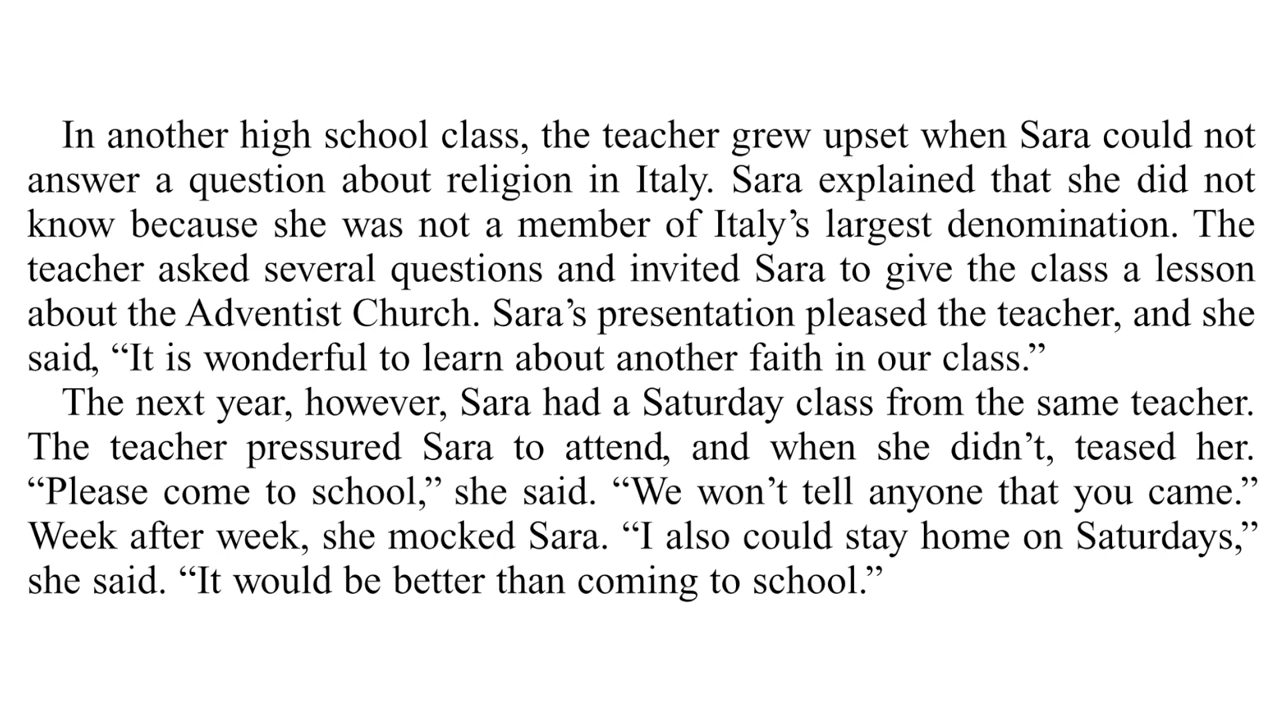 In another high school class, the teacher grew upset when Sara could not
answer a question about religion in Italy. Sara explained that she did not
know because she was not a member of Italy’s largest denomination. The
teacher asked several questions and invited Sara to give the class a lesson
about the Adventist Church. Sara’s presentation pleased the teacher, and she
said, “It is wonderful to learn about another faith in our class.”
The next year, however, Sara had a Saturday class from the same teacher.
The teacher pressured Sara to attend, and when she didn’t, teased her.
“Please come to school,” she said. “We won’t tell anyone that you came.”
Week after week, she mocked Sara. “I also could stay home on Saturdays,”
she said. “It would be better than coming to school.”